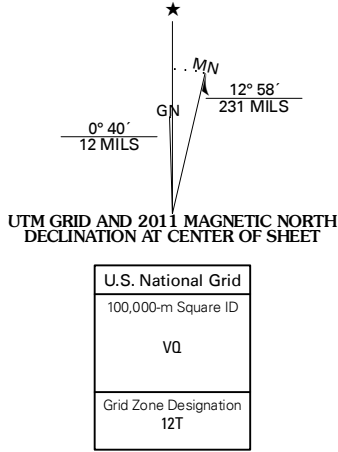 ★
MN
GN
12° 58´
231 MILS
0° 40´
12 MILS
UTM GRID AND 2011 MAGNETIC NORTH
DECLINATION AT CENTER OF SHEET
U.S. National Grid
100,000-m Square ID
VQ
Grid Zone Designation
12T